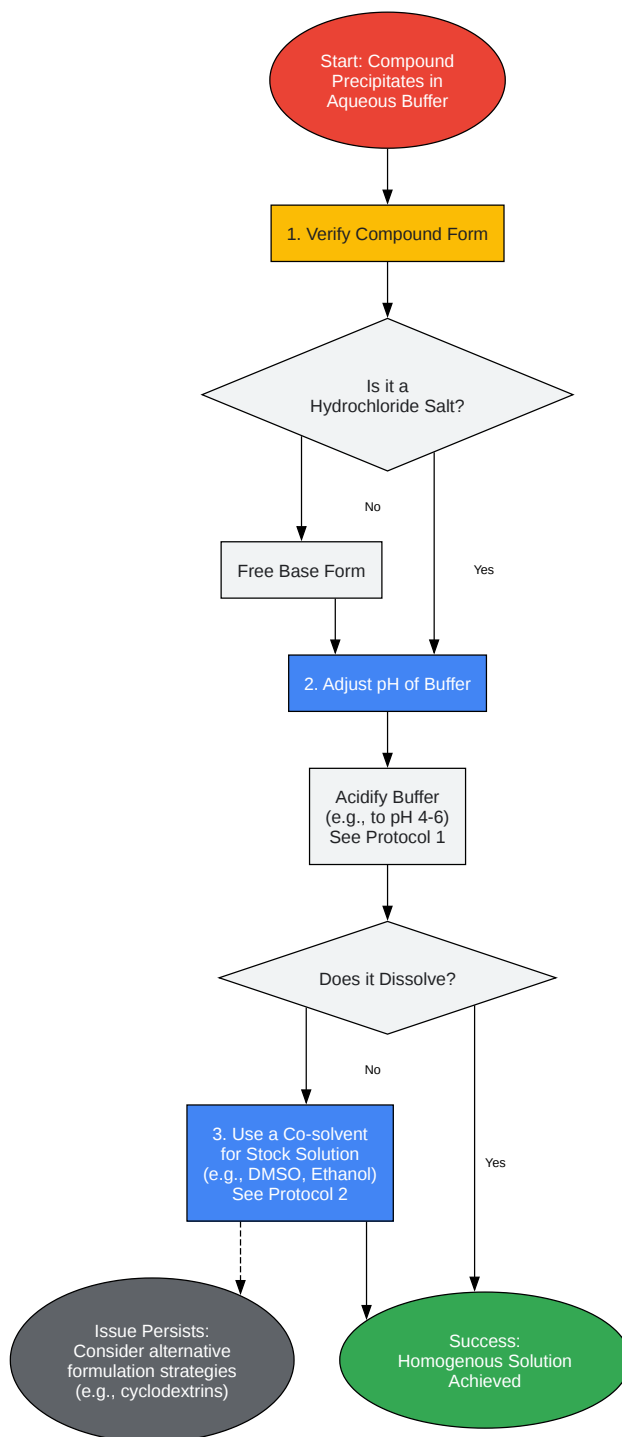 Start: Compound
Precipitates in
Aqueous Buffer
1. Verify Compound Form
Is it a
Hydrochloride Salt?
No
Free Base Form
Yes
2. Adjust pH of Buffer
Acidify Buffer
(e.g., to pH 4-6)
See Protocol 1
Does it Dissolve?
No
3. Use a Co-solvent
for Stock Solution
(e.g., DMSO, Ethanol)
See Protocol 2
Yes
Issue Persists:
Consider alternative
formulation strategies
(e.g., cyclodextrins)
Success:
Homogenous Solution
Achieved